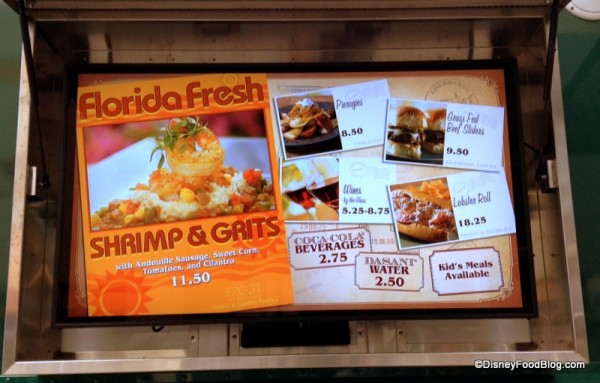 Florida Fresh
SHRIMP & GRITS
with Andouille Sausage, Sweet Corn,
Tomatoes, and Cilantro
11.50
EPCOT
Pierogies
8.50
Grass Fed
Beef Sliders
9.50
Wines
by the Glass
5.25-8.75
Lobster Roll
18.25
COCA-COLA
BEVERAGES
2.75
DASANI
WATER
2.50
Kid's Meals
Available
©DisneyFoodBlog.com